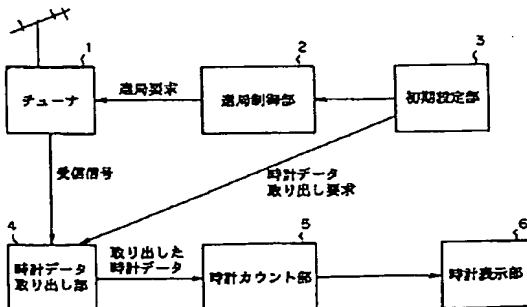 1
2
3
チューナ
選局要求
選局制御部
初期設定部
受信信号
時計データ
取り出し要求
4
5
6
時計データ
取り出し部
取り出した
時計データ
時計カウント部
時計表示部